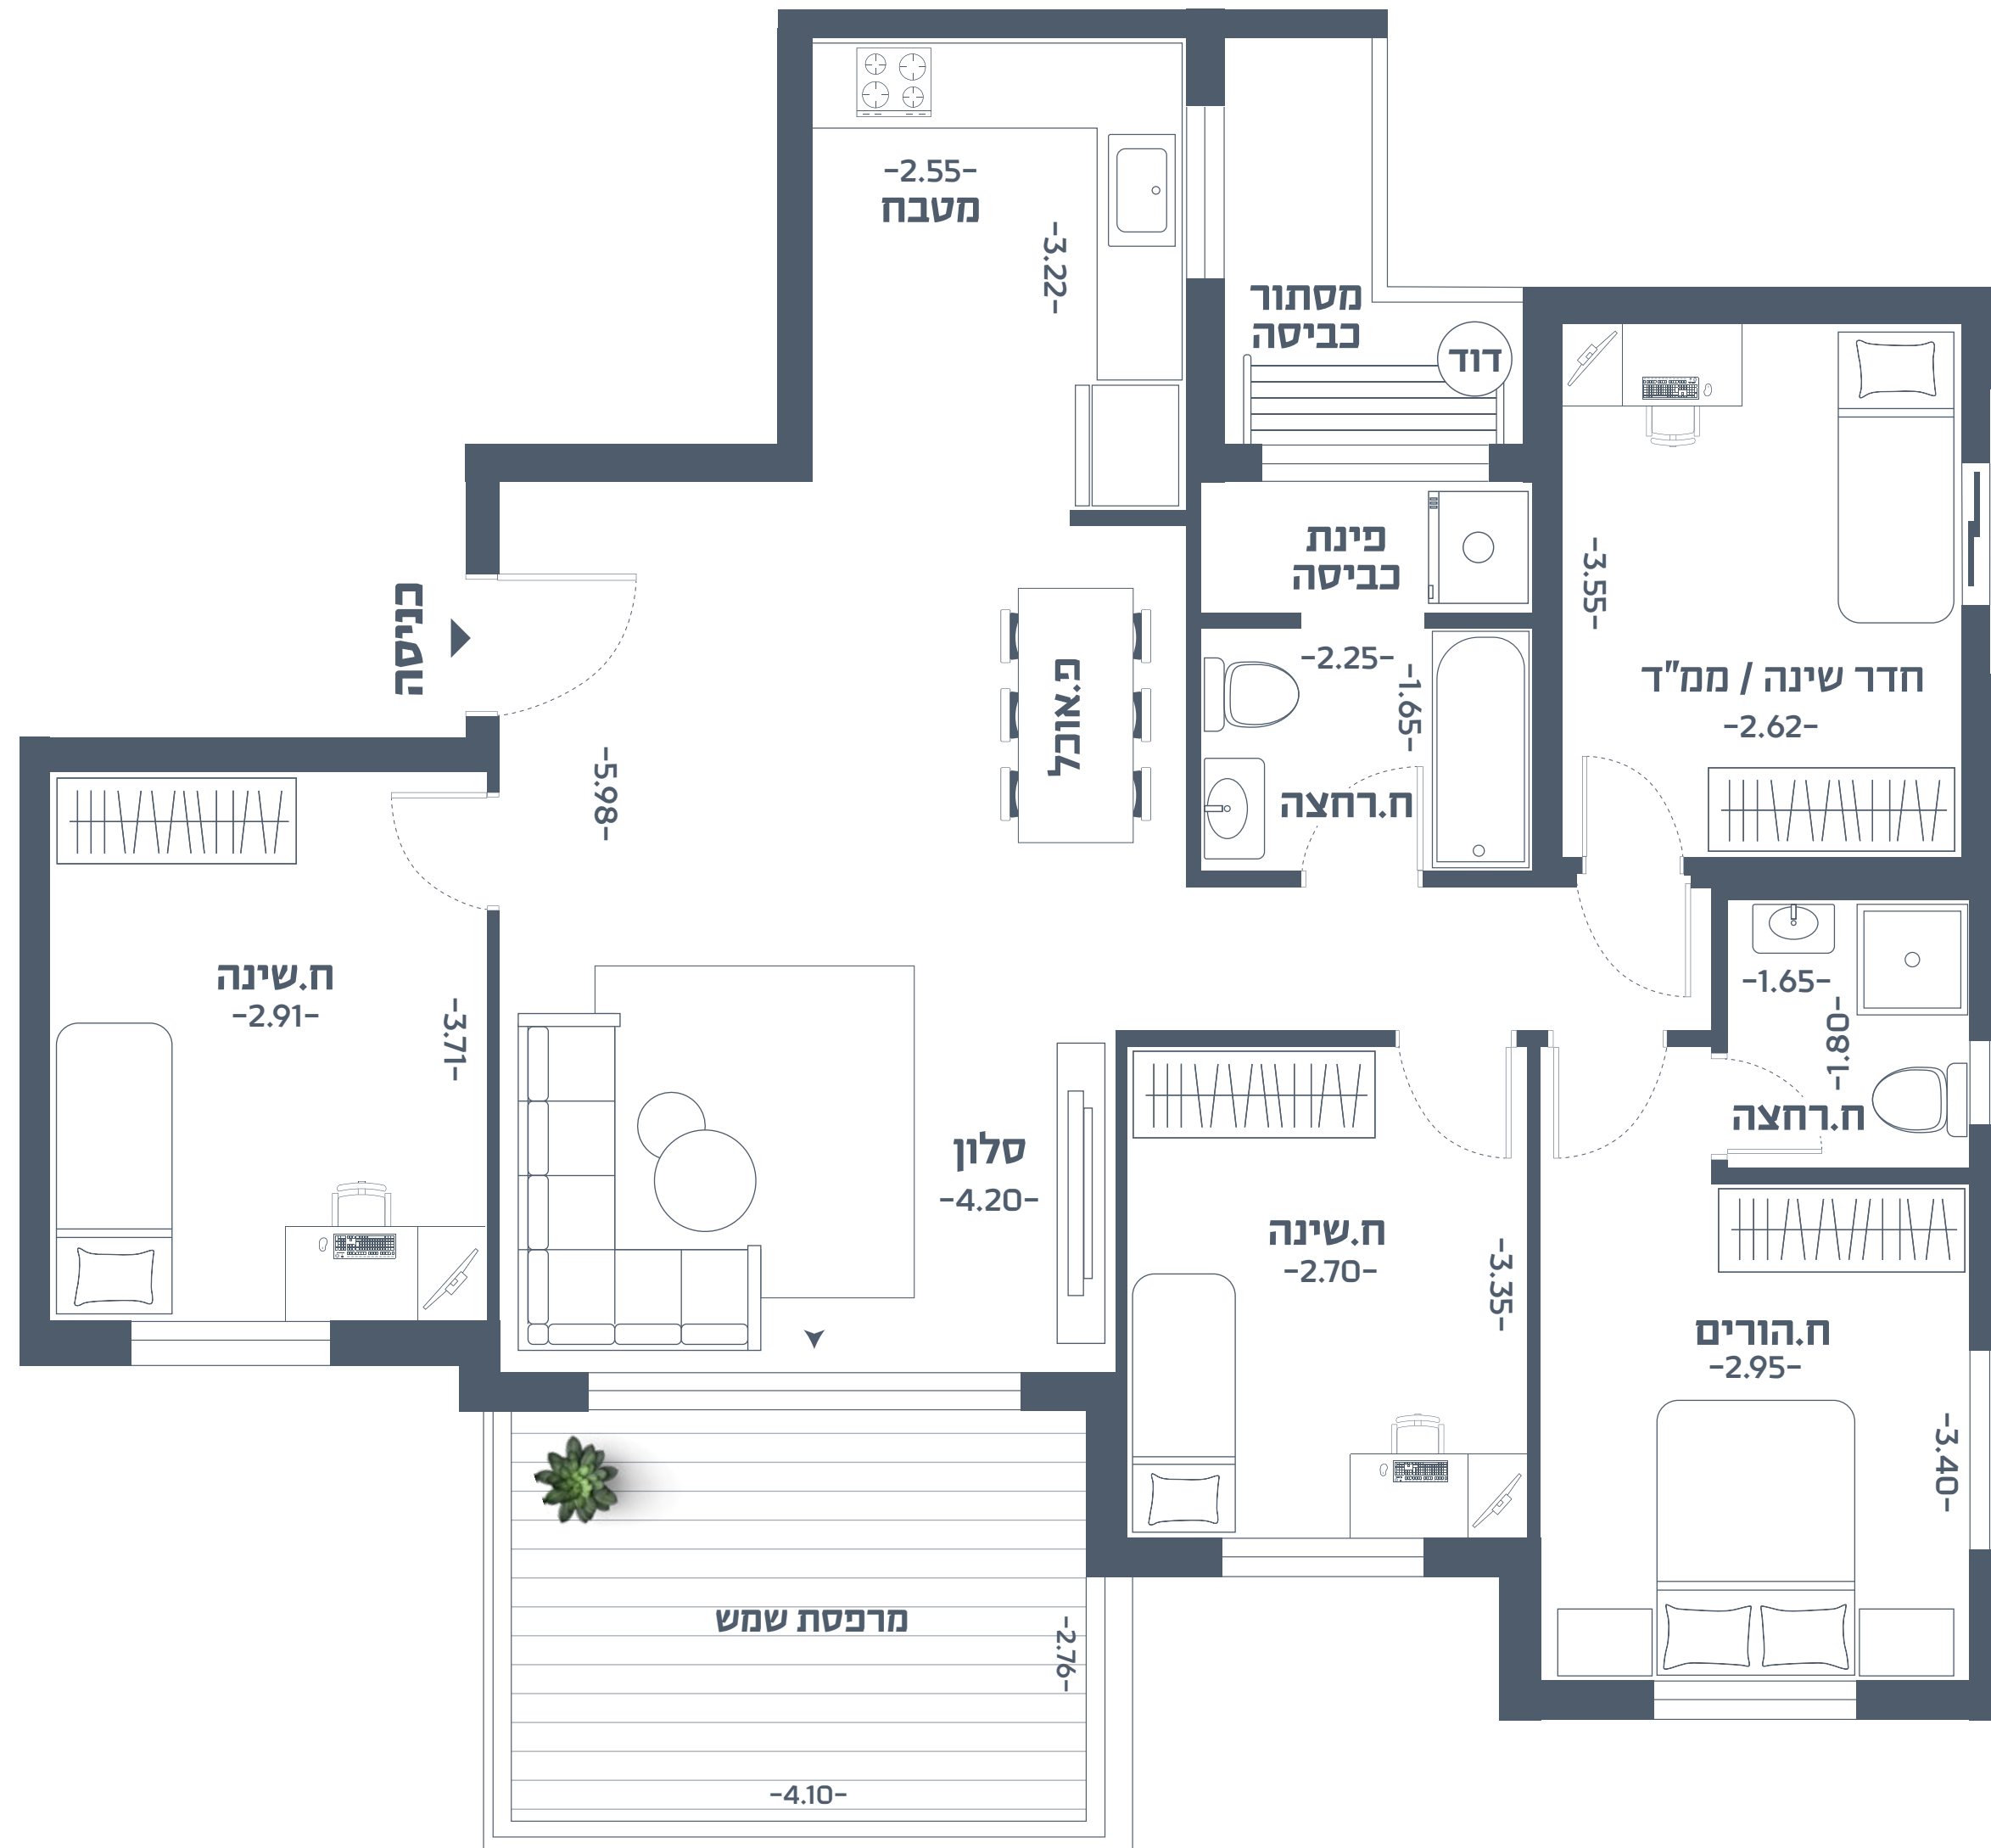 -2.55-
מטבח
-3.22-
מסתור
כביסה
דוד
פינת
כביסה
-3.55-
כניסה
פ.אוכל
-2.25-
-1.65-
ח.רחצה
חדר שינה / ממ"ד
-2.62-
-5.98-
ח.שינה
-2.91-
-3.71-
-1.65-
-1.80-
ח.רחצה
סלון
-4.20-
ח.שינה
-2.70-
-3.35-
ח.הורים
-2.95-
-3.40-
מרפסת שמש
-2.76-
-4.10-